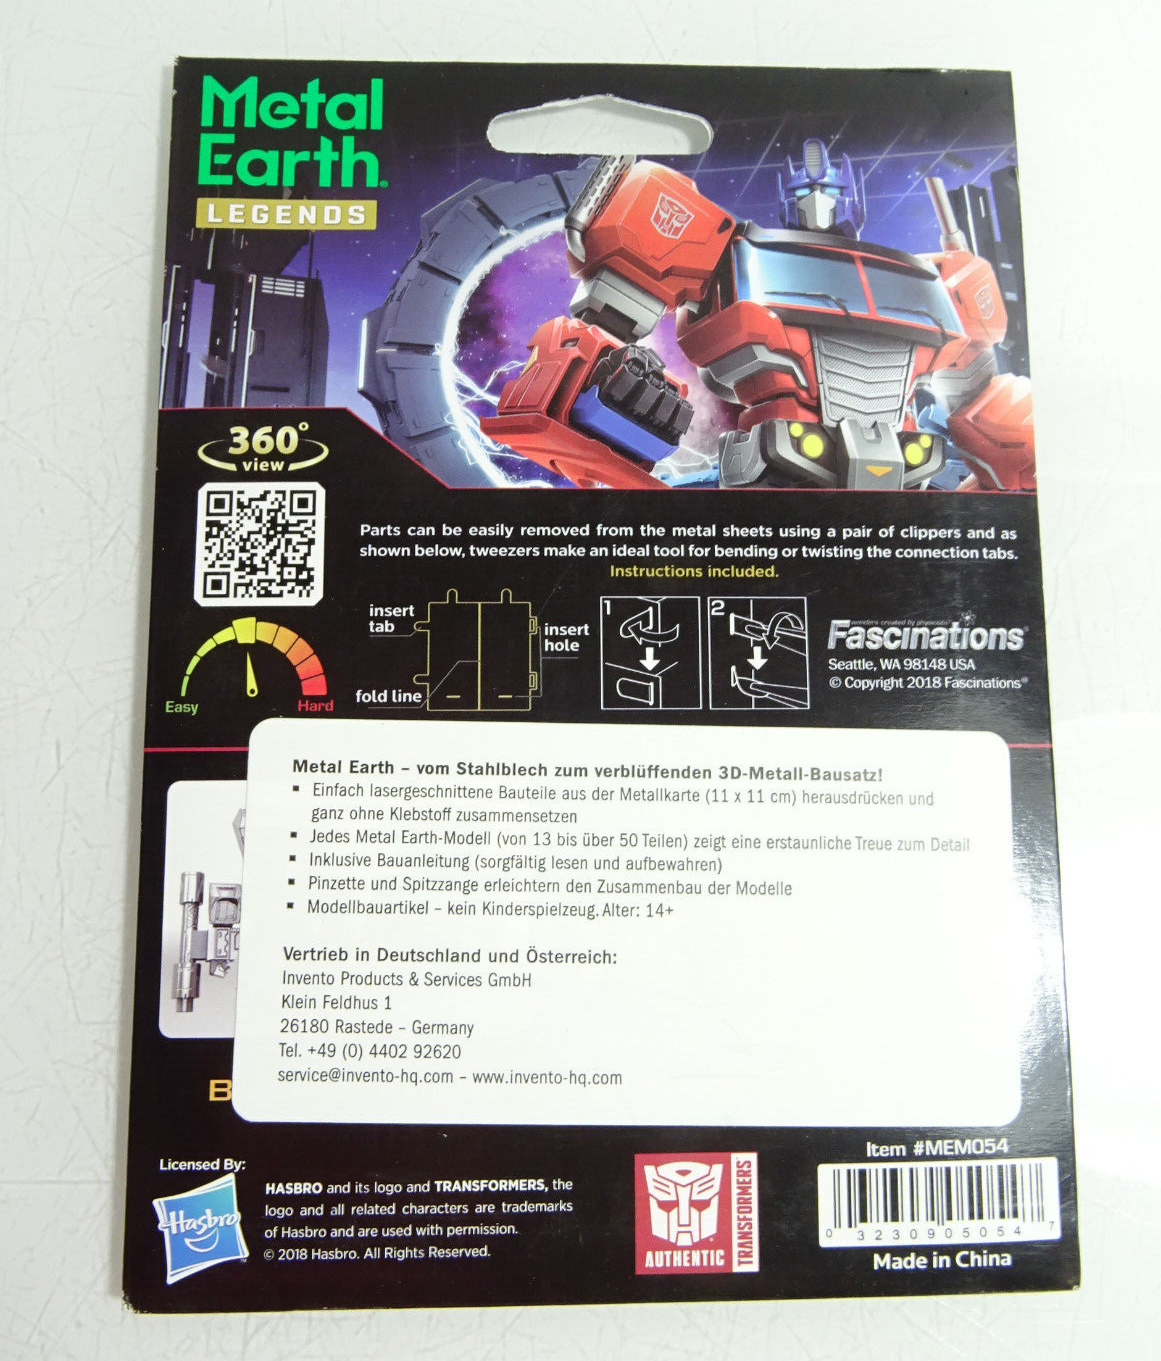 Metal
Earth®
LEGENDS
360°
view
Parts can be easily removed from the metal sheets using a pair of clippers and as
shown below, tweezers make an ideal tool for bending or twisting the connection tabs.
Instructions included.
insert
tab
insert
hole
fold line
1
2
wonders created by physicists®
Fascinations
Seattle, WA 98148 USA
© Copyright 2018 Fascinations®
Easy
Hard
Metal Earth – vom Stahlblech zum verblüffenden 3D-Metall-Bausatz!
▪ Einfach lasergeschnittene Bauteile aus der Metallkarte (11 x 11 cm) herausdrücken und
ganz ohne Klebstoff zusammensetzen
▪ Jedes Metal Earth-Modell (von 13 bis über 50 Teilen) zeigt eine erstaunliche Treue zum Detail
▪ Inklusive Bauanleitung (sorgfältig lesen und aufbewahren)
▪ Pinzette und Spitzzange erleichtern den Zusammenbau der Modelle
▪ Modellbauartikel – kein Kinderspielzeug. Alter: 14+
Vertrieb in Deutschland und Österreich:
Invento Products & Services GmbH
Klein Feldhus 1
26180 Rastede – Germany
Tel. +49 (0) 4402 92620
service@invento-hq.com – www.invento-hq.com
B
Licensed By:
Hasbro
HASBRO and its logo and TRANSFORMERS, the
logo and all related characters are trademarks
of Hasbro and are used with permission.
© 2018 Hasbro. All Rights Reserved.
AUTHENTIC
TRANSFORMERS
Item #MEM054
0 32309 05054 7
Made in China